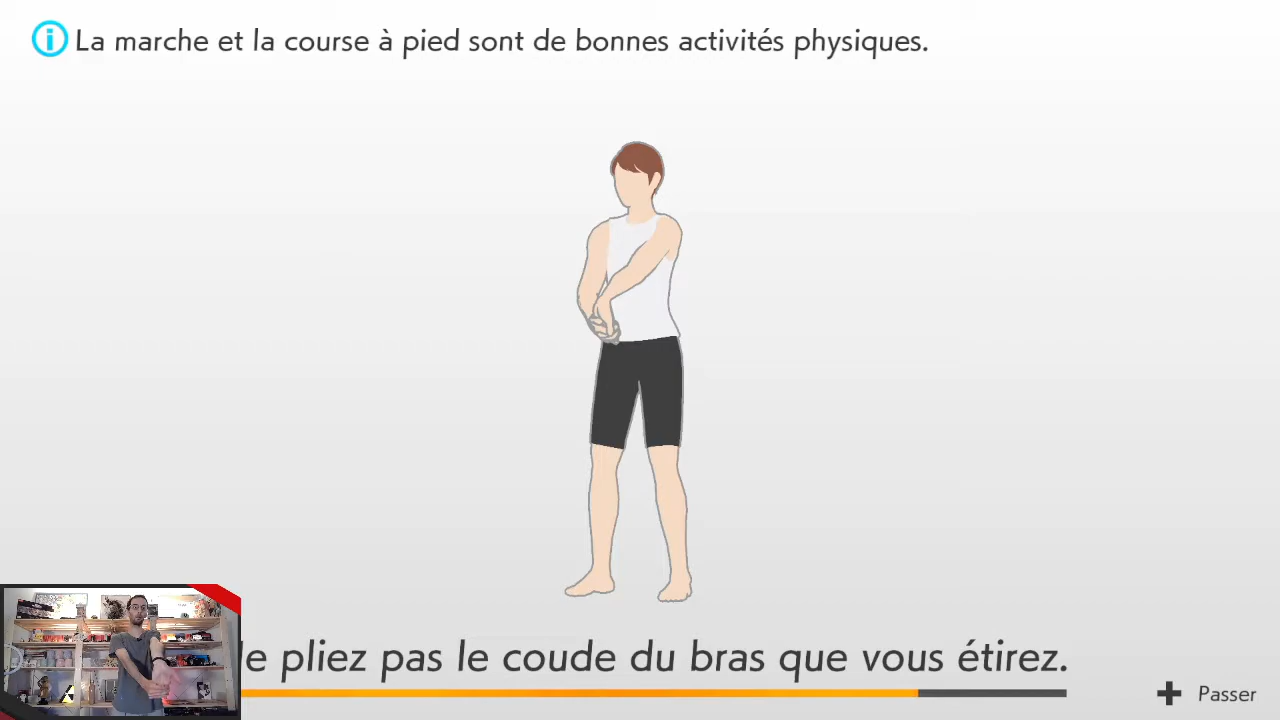 La marche et la course à pied sont de bonnes activités physiques.
pliez pas le coude du bras que vous étirez.
Passer